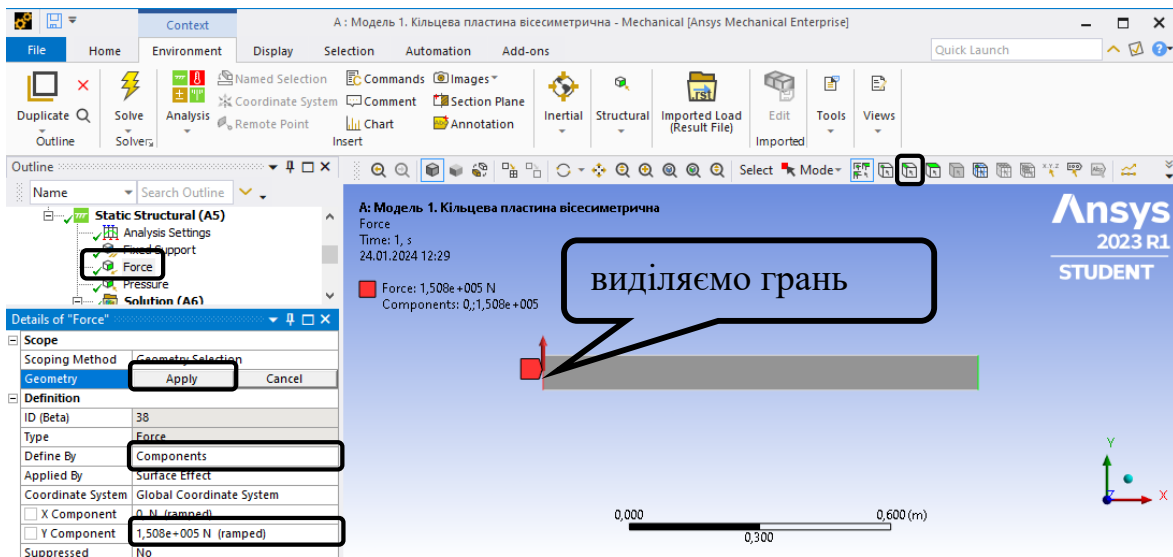 Context
A : Модель 1. Кільцева пластина вісесиметрична - Mechanical [Ansys Mechanical Enterprise]
File Home Environment Display Selection Automation Add-ons Quick Launch
Duplicate Solve Analysis Named Selection Commands Images Inertial Structural Imported Load (Result File) Edit Tools Views
Coordinate System Comment Section Plane
Remote Point Chart Annotation
Outline Solvers Insert Imported
Outline
Name Search Outline
Select Mode
Static Structural (A5)
Analysis Settings
Fixed Support
Force
Pressure
Solution (A6)
Details of "Force"
Scope
Scoping Method Geometry Selection
Geometry Apply Cancel
Definition
ID (Beta) 38
Type Force
Define By Components
Applied By Surface Effect
Coordinate System Global Coordinate System
X Component 0, N (ramped)
Y Component 1,508e+005 N (ramped)
Suppressed No
A: Модель 1. Кільцева пластина вісесиметрична
Force
Time: 1, s
24.01.2024 12:29
Force: 1,508e+005 N
Components: 0,;1,508e+005
виділяємо грань
Ansys
2023 R1
STUDENT
Y
Z X
0,000 0,600 (m)
0,300